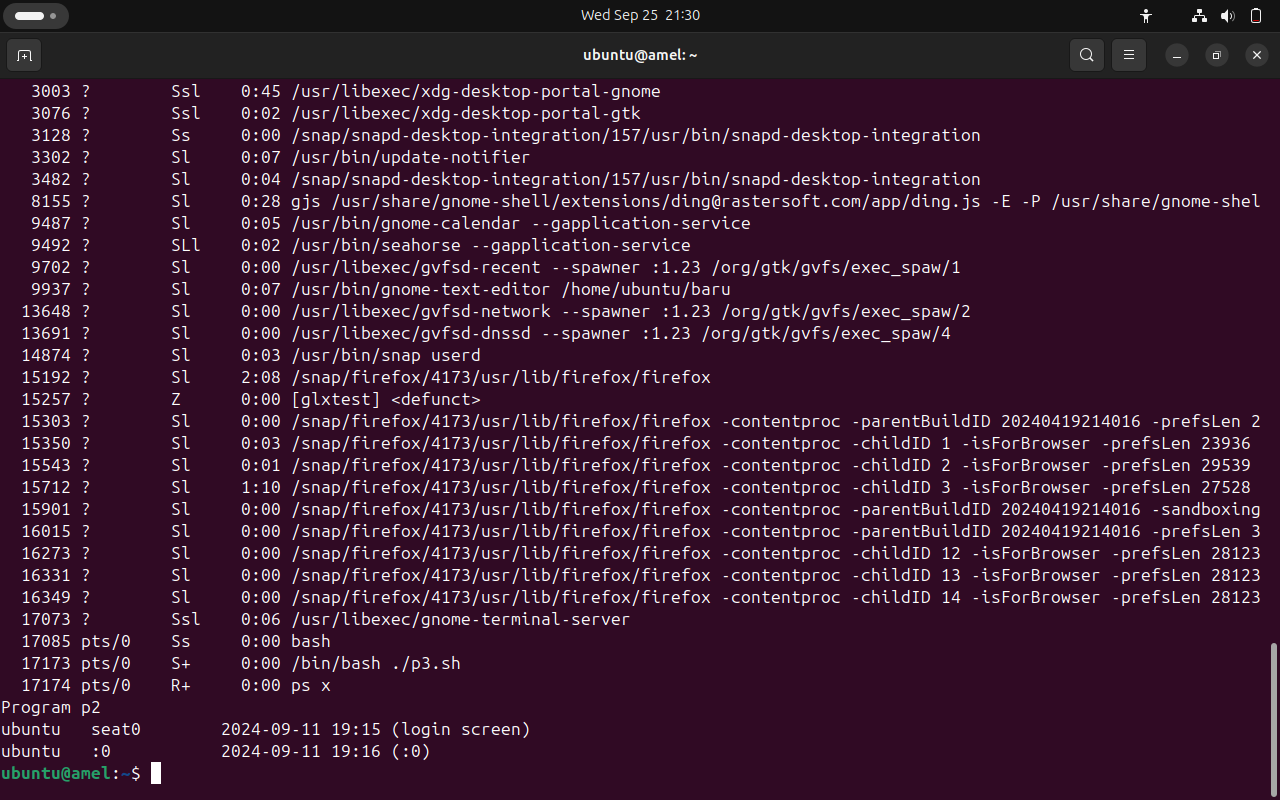 Wed Sep 25 21:30
ubuntu@amel: ~
   3003 ?        Ssl    0:45 /usr/libexec/xdg-desktop-portal-gnome
   3076 ?        Ssl    0:02 /usr/libexec/xdg-desktop-portal-gtk
   3128 ?        Ss     0:00 /snap/snapd-desktop-integration/157/usr/bin/snapd-desktop-integration
   3302 ?        Sl     0:07 /usr/bin/update-notifier
   3482 ?        Sl     0:04 /snap/snapd-desktop-integration/157/usr/bin/snapd-desktop-integration
   8155 ?        Sl     0:28 gjs /usr/share/gnome-shell/extensions/ding@rastersoft.com/app/ding.js -E -P /usr/share/gnome-shel
   9487 ?        Sl     0:05 /usr/bin/gnome-calendar --gapplication-service
   9492 ?        SLl    0:02 /usr/bin/seahorse --gapplication-service
   9702 ?        Sl     0:00 /usr/libexec/gvfsd-recent --spawner :1.23 /org/gtk/gvfs/exec_spaw/1
   9937 ?        Sl     0:07 /usr/bin/gnome-text-editor /home/ubuntu/baru
  13648 ?        Sl     0:00 /usr/libexec/gvfsd-network --spawner :1.23 /org/gtk/gvfs/exec_spaw/2
  13691 ?        Sl     0:00 /usr/libexec/gvfsd-dnssd --spawner :1.23 /org/gtk/gvfs/exec_spaw/4
  14874 ?        Sl     0:03 /usr/bin/snap userd
  15192 ?        Sl     2:08 /snap/firefox/4173/usr/lib/firefox/firefox
  15257 ?        Z      0:00 [glxtest] <defunct>
  15303 ?        Sl     0:00 /snap/firefox/4173/usr/lib/firefox/firefox -contentproc -parentBuildID 20240419214016 -prefsLen 2
  15350 ?        Sl     0:03 /snap/firefox/4173/usr/lib/firefox/firefox -contentproc -childID 1 -isForBrowser -prefsLen 23936
  15543 ?        Sl     0:01 /snap/firefox/4173/usr/lib/firefox/firefox -contentproc -childID 2 -isForBrowser -prefsLen 29539
  15712 ?        Sl     1:10 /snap/firefox/4173/usr/lib/firefox/firefox -contentproc -childID 3 -isForBrowser -prefsLen 27528
  15901 ?        Sl     0:00 /snap/firefox/4173/usr/lib/firefox/firefox -contentproc -parentBuildID 20240419214016 -sandboxing
  16015 ?        Sl     0:00 /snap/firefox/4173/usr/lib/firefox/firefox -contentproc -parentBuildID 20240419214016 -prefsLen 3
  16273 ?        Sl     0:00 /snap/firefox/4173/usr/lib/firefox/firefox -contentproc -childID 12 -isForBrowser -prefsLen 28123
  16331 ?        Sl     0:00 /snap/firefox/4173/usr/lib/firefox/firefox -contentproc -childID 13 -isForBrowser -prefsLen 28123
  16349 ?        Sl     0:00 /snap/firefox/4173/usr/lib/firefox/firefox -contentproc -childID 14 -isForBrowser -prefsLen 28123
  17073 ?        Ssl    0:06 /usr/libexec/gnome-terminal-server
  17085 pts/0    Ss     0:00 bash
  17173 pts/0    S+     0:00 /bin/bash ./p3.sh
  17174 pts/0    R+     0:00 ps x
Program p2
ubuntu   seat0        2024-09-11 19:15 (login screen)
ubuntu   :0           2024-09-11 19:16 (:0)
ubuntu@amel:~$